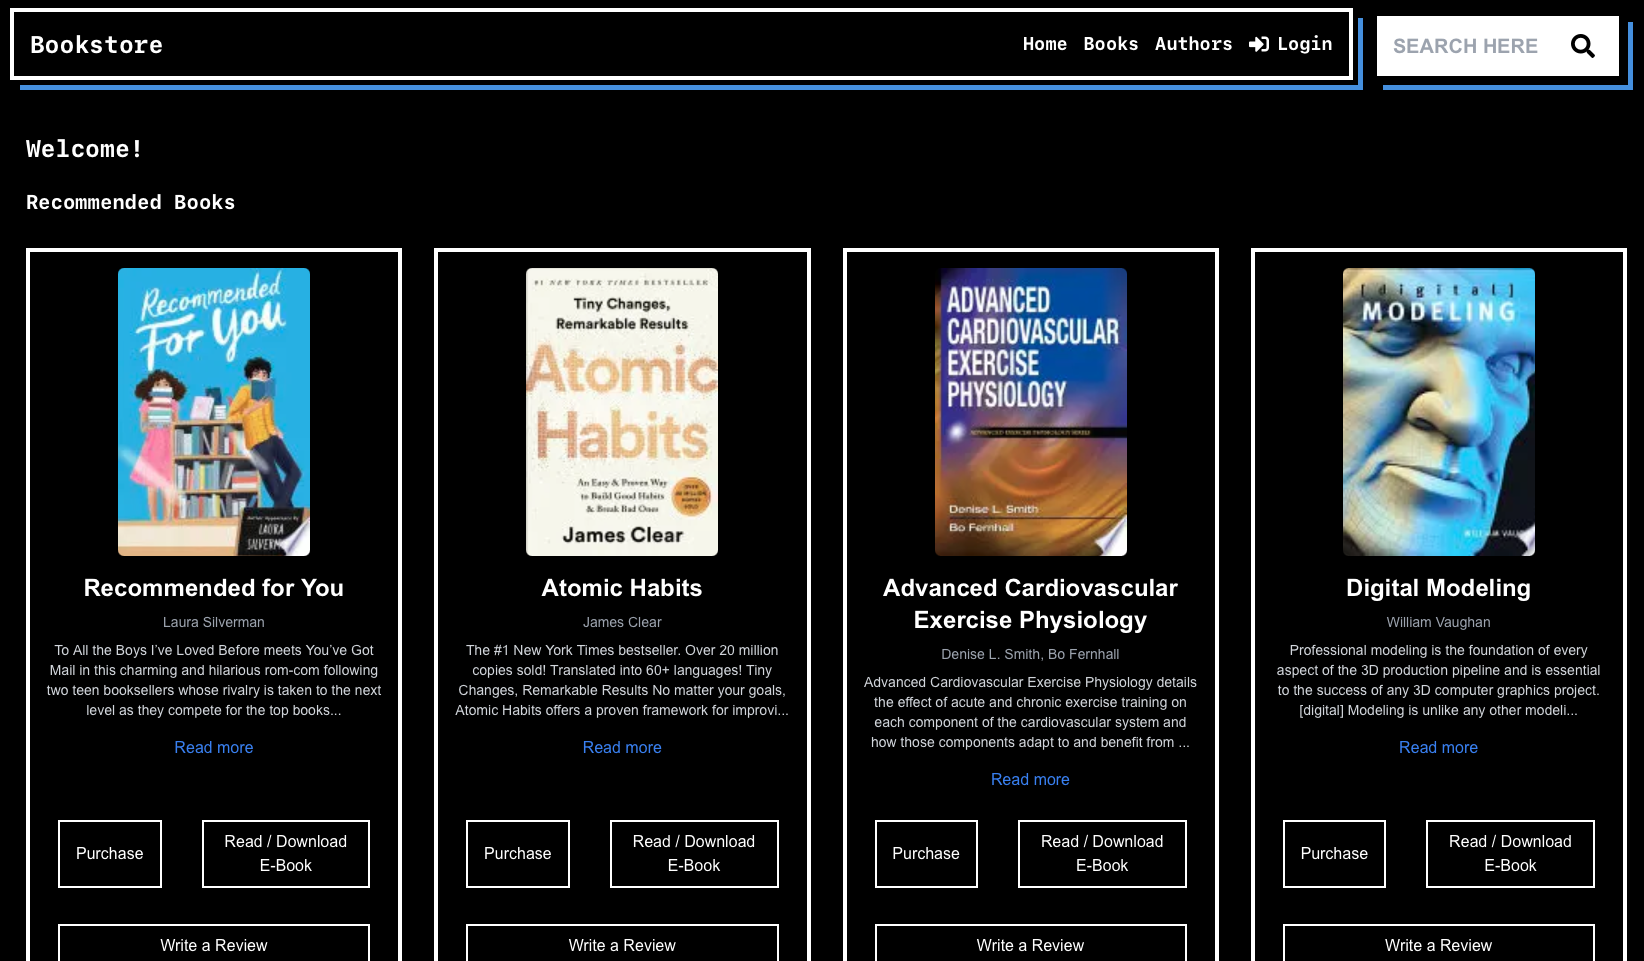 Bookstore
Home Books Authors Login
SEARCH HERE
Welcome!
Recommended Books
Recommended
For You
LAURA
Recommended for You
Laura Silverman
To All the Boys I’ve Loved Before meets You’ve Got
Mail in this charming and hilarious rom-com following
two teen booksellers whose rivalry is taken to the next
level as they compete for the top books...
Read more
Purchase
Read / Download
E-Book
Write a Review
#1 NEW YORK TIMES BESTSELLER
Tiny Changes,
Remarkable Results
Atomic
Habits
An Easy & Proven Way
to Build Good Habits
& Break Bad Ones
James Clear
Atomic Habits
James Clear
The #1 New York Times bestseller. Over 20 million
copies sold! Translated into 60+ languages! Tiny
Changes, Remarkable Results No matter your goals,
Atomic Habits offers a proven framework for improvi...
Read more
Purchase
Read / Download
E-Book
Write a Review
ADVANCED
CARDIOVASCULAR
EXERCISE
PHYSIOLOGY
ADVANCED EXERCISE PHYSIOLOGY SERIES
Denise L. Smith
Bo Fernhall
Advanced Cardiovascular
Exercise Physiology
Denise L. Smith, Bo Fernhall
Advanced Cardiovascular Exercise Physiology details
the effect of acute and chronic exercise training on
each component of the cardiovascular system and
how those components adapt to and benefit from ...
Read more
Purchase
Read / Download
E-Book
Write a Review
[digital]
MODELING
Digital Modeling
William Vaughan
Professional modeling is the foundation of every
aspect of the 3D production pipeline and is essential
to the success of any 3D computer graphics project.
[digital] Modeling is unlike any other modeli...
Read more
Purchase
Read / Download
E-Book
Write a Review